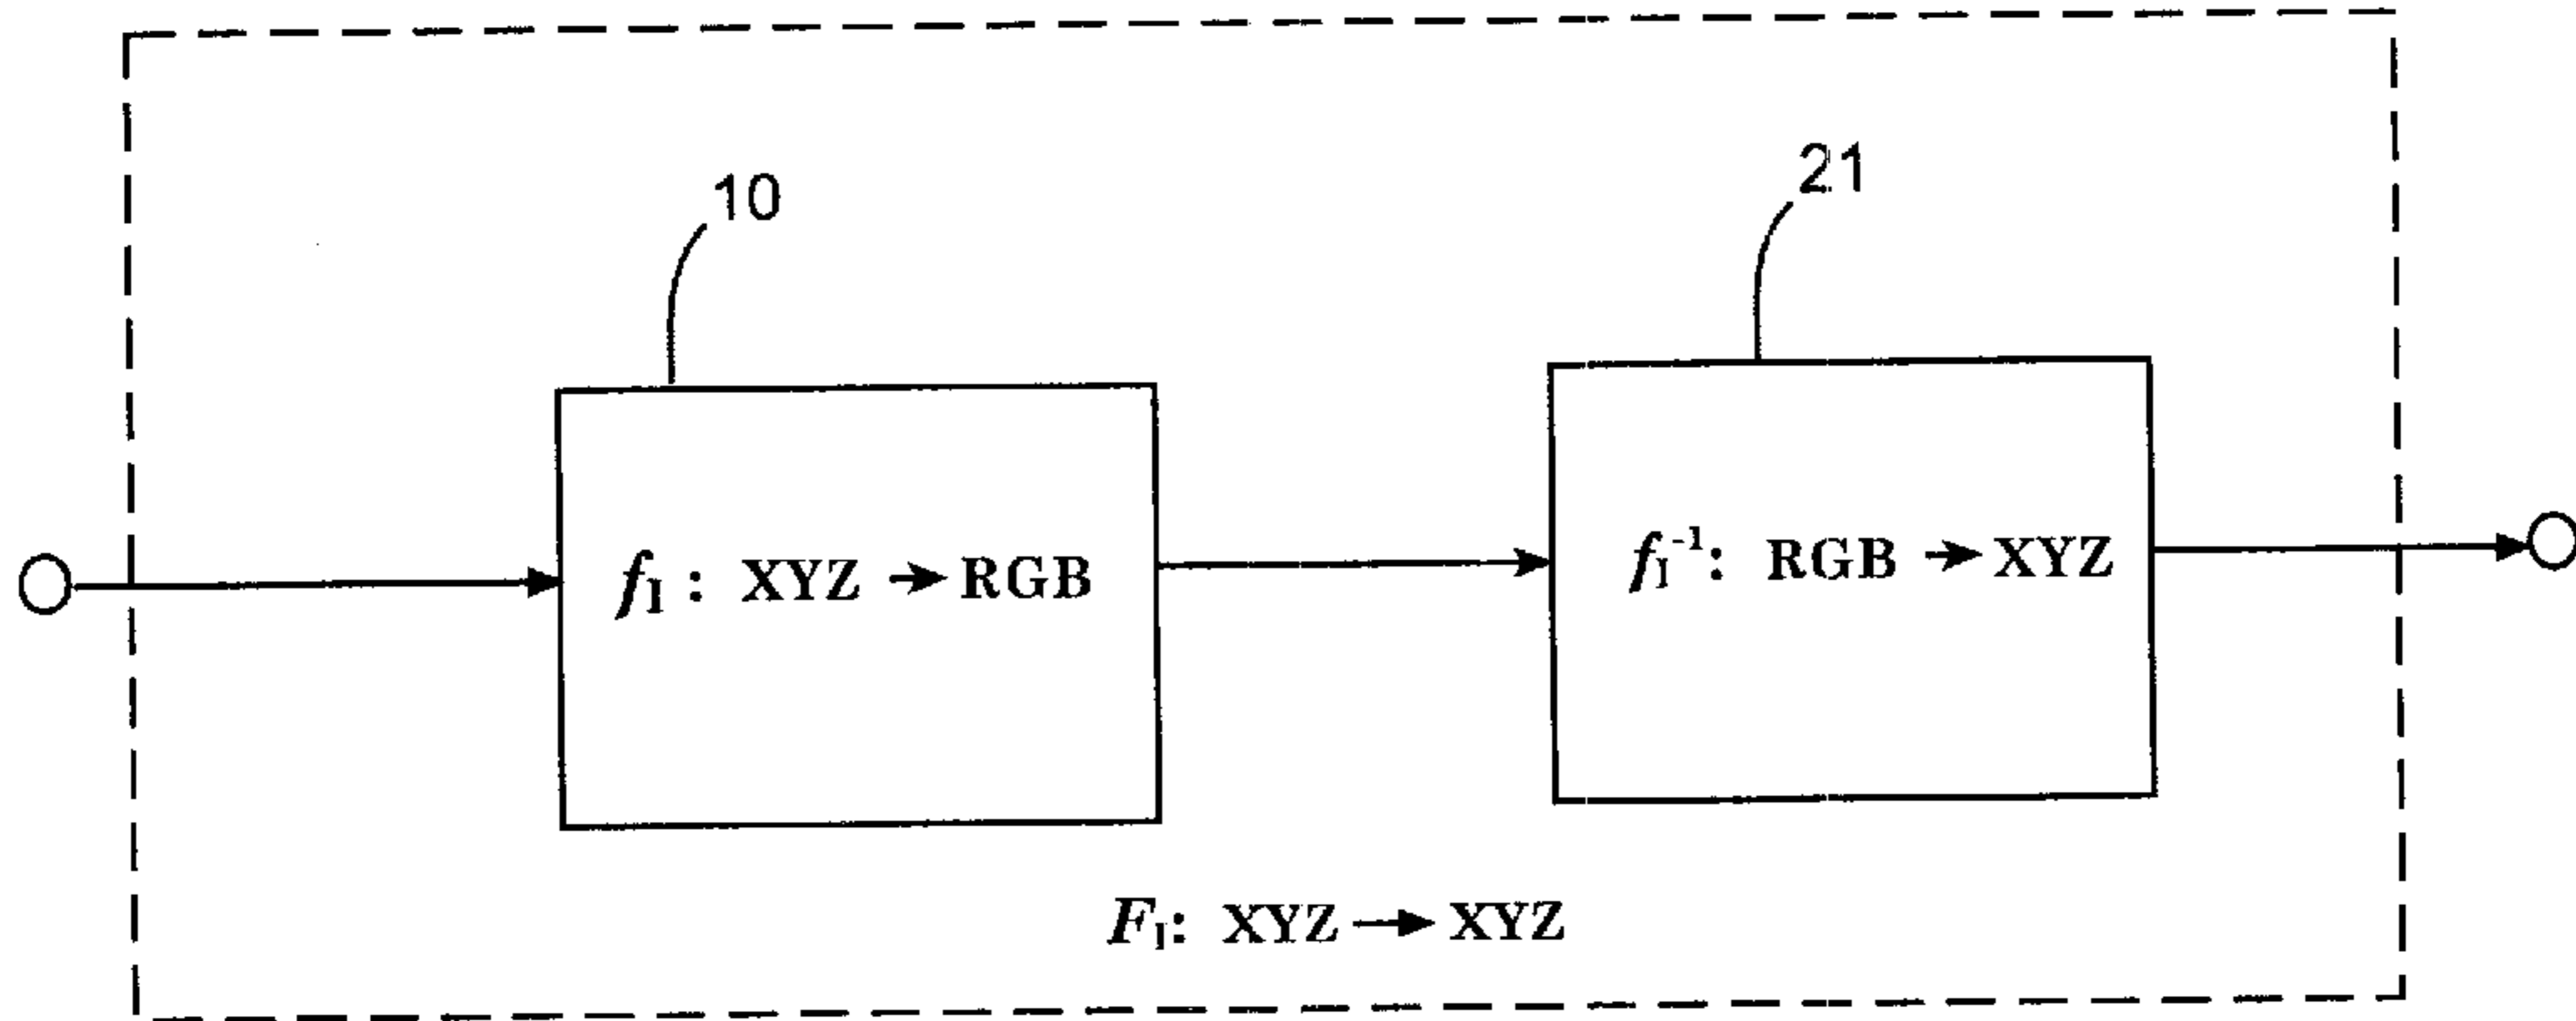 10
21
f₁ : XYZ → RGB
f₁⁻¹: RGB → XYZ
F₁: XYZ → XYZ